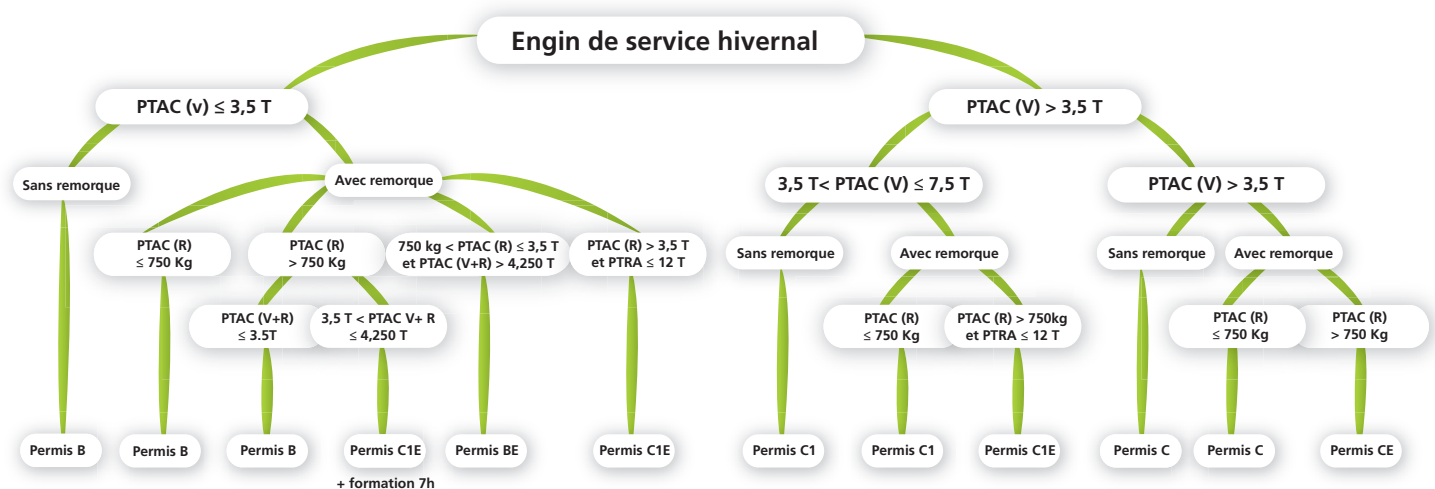 Engin de service hivernal
PTAC (v) ≤ 3,5 T
PTAC (V) > 3,5 T
Sans remorque
Avec remorque
3,5 T< PTAC (V) ≤ 7,5 T
PTAC (V) > 3,5 T
PTAC (R)
≤ 750 Kg
PTAC (R)
> 750 Kg
750 kg < PTAC (R) ≤ 3,5 T
et PTAC (V+R) > 4,250 T
PTAC (R) > 3,5 T
et PTRA ≤ 12 T
Sans remorque
Avec remorque
Sans remorque
Avec remorque
PTAC (V+R)
≤ 3.5T
3,5 T < PTAC V+ R
≤ 4,250 T
PTAC (R)
≤ 750 Kg
PTAC (R) > 750kg
et PTRA ≤ 12 T
PTAC (R)
≤ 750 Kg
PTAC (R)
> 750 Kg
Permis B
Permis B
Permis B
Permis C1E
+ formation 7h
Permis BE
Permis C1E
Permis C1
Permis C1
Permis C1E
Permis C
Permis C
Permis CE